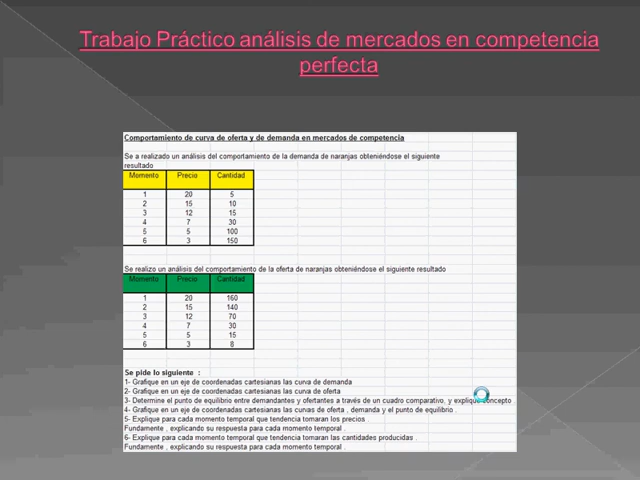 Trabajo Práctico análisis de mercados en competencia
perfecta
Comportamiento de curva de oferta y de demanda en mercados de competencia
Se a realizado un análisis del comportamiento de la demanda de naranjas obteniéndose el siguiente
resultado
Momento Precio Cantidad
1 20 5
2 15 10
3 12 15
4 7 30
5 5 100
6 3 150
Se realizo un análisis del comportamiento de la oferta de naranjas obteniéndose el siguiente resultado
Momento Precio Cantidad
1 20 160
2 15 140
3 12 70
4 7 30
5 5 15
6 3 8
Se pide lo siguiente :
1- Grafique en un eje de coordenadas cartesianas las curva de demanda
2- Grafique en un eje de coordenadas cartesianas las curva de oferta
3- Determine el punto de equilibrio entre demandantes y ofertantes a través de un cuadro comparativo, y explique concepto .
4- Grafique en un eje de coordenadas cartesianas las cunas de oferta , demanda y el punto de equilibrio .
5- Explique para cada momento temporal que tendencia tomaran los precios .
Fundamente , explicando su respuesta para cada momento temporal .
6- Explique para cada momento temporal que tendencia tomaran las cantidades producidas .
Fundamente , explicando su respuesta para cada momento temporal .